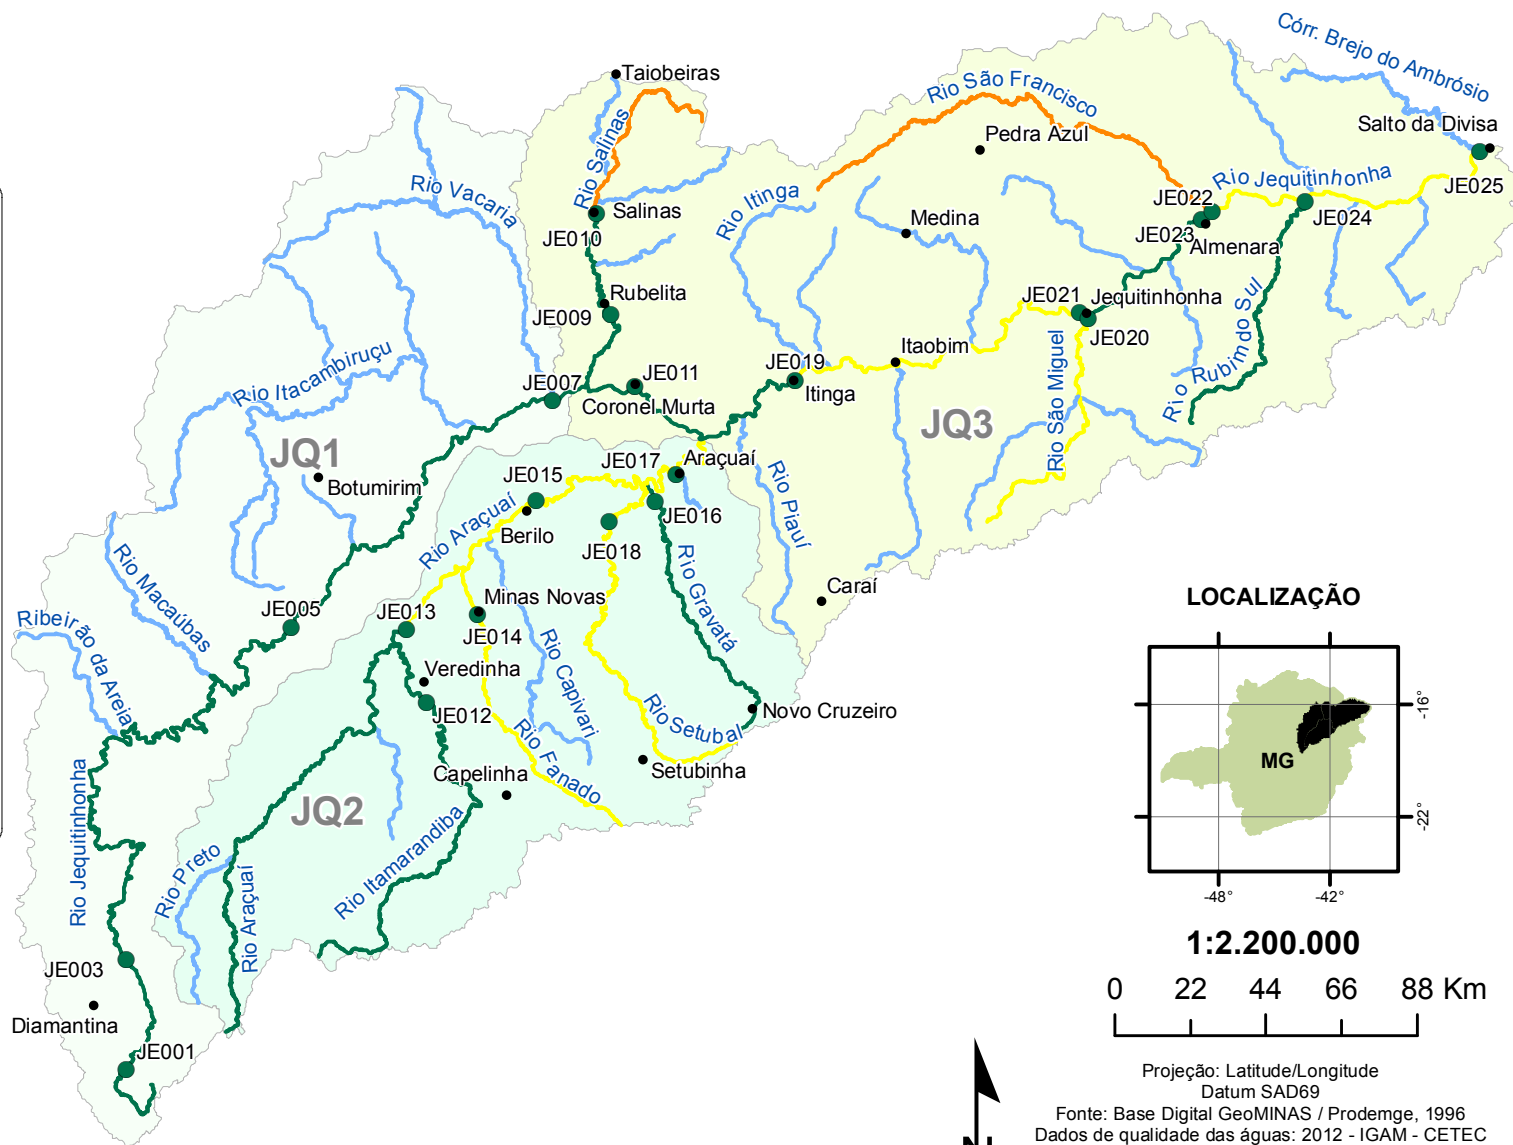 Córr. Brejo do Ambrósio
Taiobeiras
Rio São Francisco
Salto da Divisa
Pedra Azul
Rio Salinas
Rio Vacaria
Rio Itinga
Rio Jequitinhonha
JE025
JE022
Salinas
Medina
JE024
JE010
JE023
Almenara
Rubelita
JE021
Jequitinhonha
JE009
JE020
Rio Itacambiruçu
Itaobim
Rio São Miguel
Rio Rubim do Sul
JE019
JE007
JE011
Itinga
Coronel Murta
JQ3
JQ1
JE017
Araçuaí
JE015
Botumirim
Rio Araçuaí
Berilo
JE016
Rio Piauí
JE018
Rio Macaúbas
Rio Gravatá
Caraí
LOCALIZAÇÃO
Minas Novas
JE005
JE013
JE014
Ribeirão da Areia
Rio Capivari
Veredinha
JE012
Rio Setubal
Novo Cruzeiro
-16°
Rio Fanado
Setubinha
MG
Capelinha
Rio Jequitinhonha
JQ2
-22°
Rio Itamarandiba
Rio Preto
-48°
-42°
Rio Araçuaí
1:2.200.000
JE003
0 22 44 66 88 Km
Diamantina
JE001
Projeção: Latitude/Longitude
Datum SAD69
Fonte: Base Digital GeoMINAS / Prodemge, 1996
Dados de qualidade das águas: 2012 - IGAM - CETEC
N